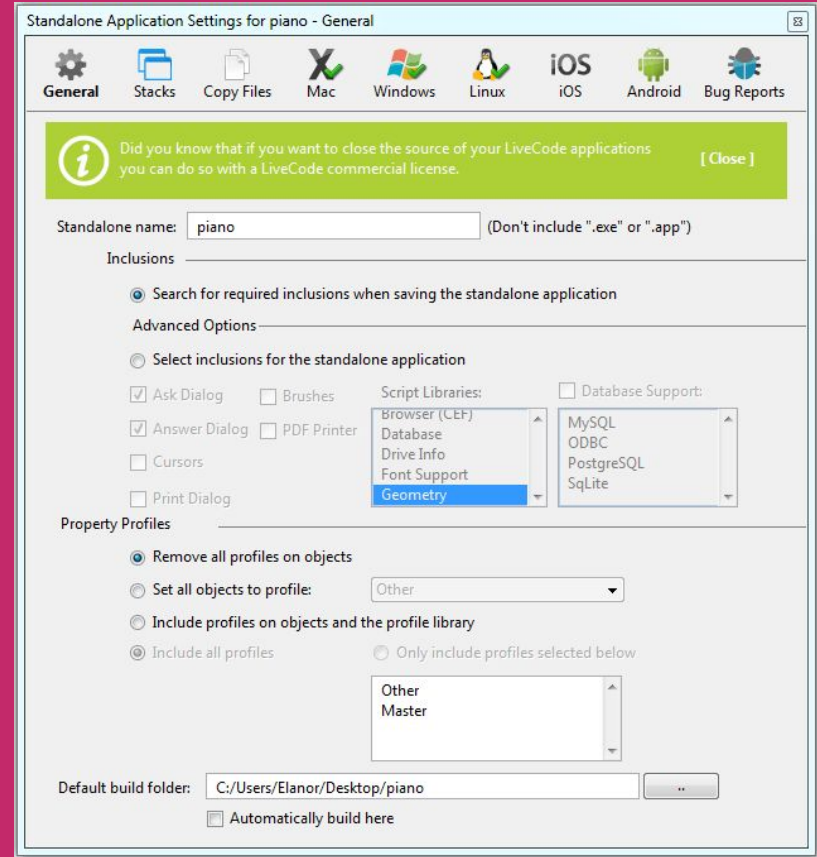 Standalone Application Settings for piano - General
iOS
General Stacks Copy Files Mac Windows Linux iOS Android Bug Reports
Did you know that if you want to close the source of your LiveCode applications
you can do so with a LiveCode commercial license.
[ Close ]
Standalone name: piano (Don't include ".exe" or ".app")
Inclusions
Search for required inclusions when saving the standalone application
Advanced Options
Select inclusions for the standalone application
Ask Dialog Brushes Script Libraries: Database Support:
Answer Dialog PDF Printer
Cursors
Print Dialog
Browser (CEF)
Database
Drive Info
Font Support
Geometry
MySQL
ODBC
PostgreSQL
SqLite
Property Profiles
Remove all profiles on objects
Set all objects to profile: Other
Include profiles on objects and the profile library
Include all profiles Only include profiles selected below
Other
Master
Default build folder: C:/Users/Elanor/Desktop/piano ..
Automatically build here